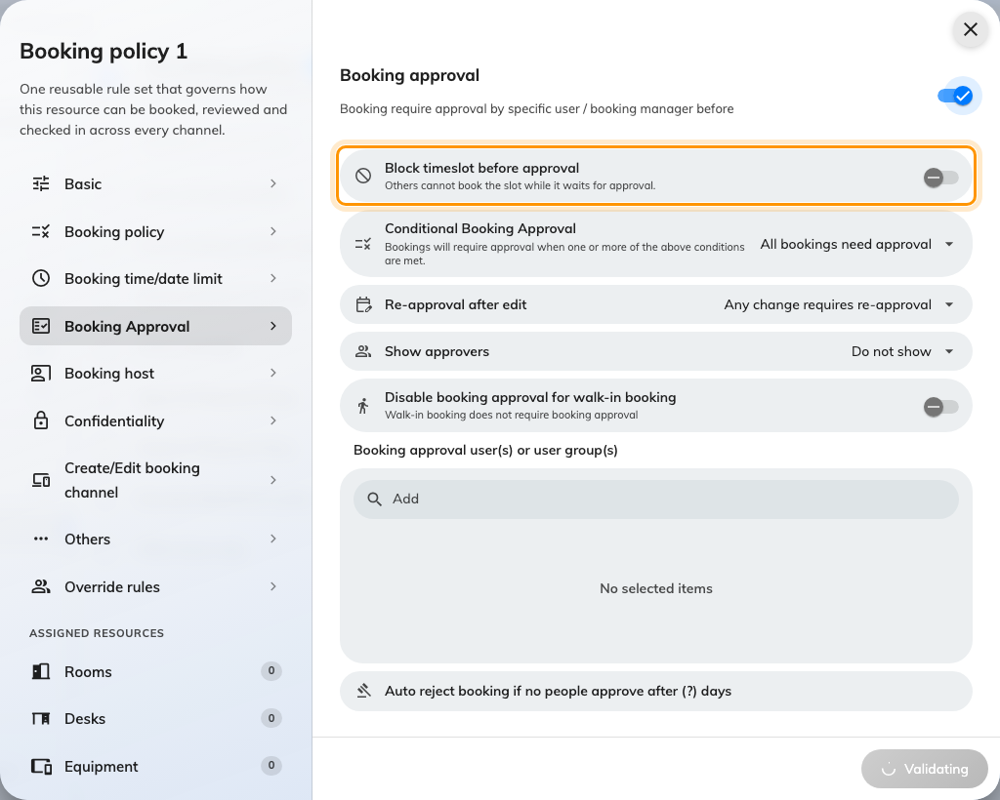 Booking policy 1
One reusable rule set that governs how
this resource can be booked, reviewed and
checked in across every channel.
Basic
Booking policy
Booking time/date limit
Booking Approval
Booking host
Confidentiality
Create/Edit booking
channel
Others
Override rules
ASSIGNED RESOURCES
Rooms 0
Desks 0
Equipment 0
Booking approval
Booking require approval by specific user / booking manager before
Block timeslot before approval
Others cannot book the slot while it waits for approval.
Conditional Booking Approval
Bookings will require approval when one or more of the above conditions
are met.
All bookings need approval
Re-approval after edit
Any change requires re-approval
Show approvers
Do not show
Disable booking approval for walk-in booking
Walk-in booking does not require booking approval
Booking approval user(s) or user group(s)
Add
No selected items
Auto reject booking if no people approve after (?) days
Validating